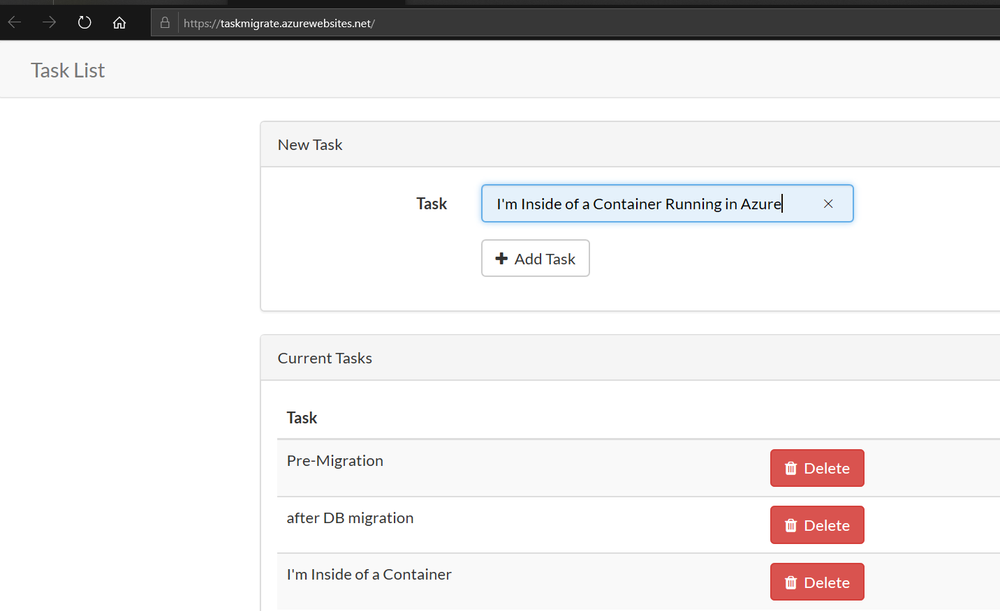 https://taskmigrate.azurewebsites.net/
Task List
New Task
Task
I'm Inside of a Container Running in Azure
Add Task
Current Tasks
Task
Pre-Migration
Delete
after DB migration
Delete
I'm Inside of a Container
Delete